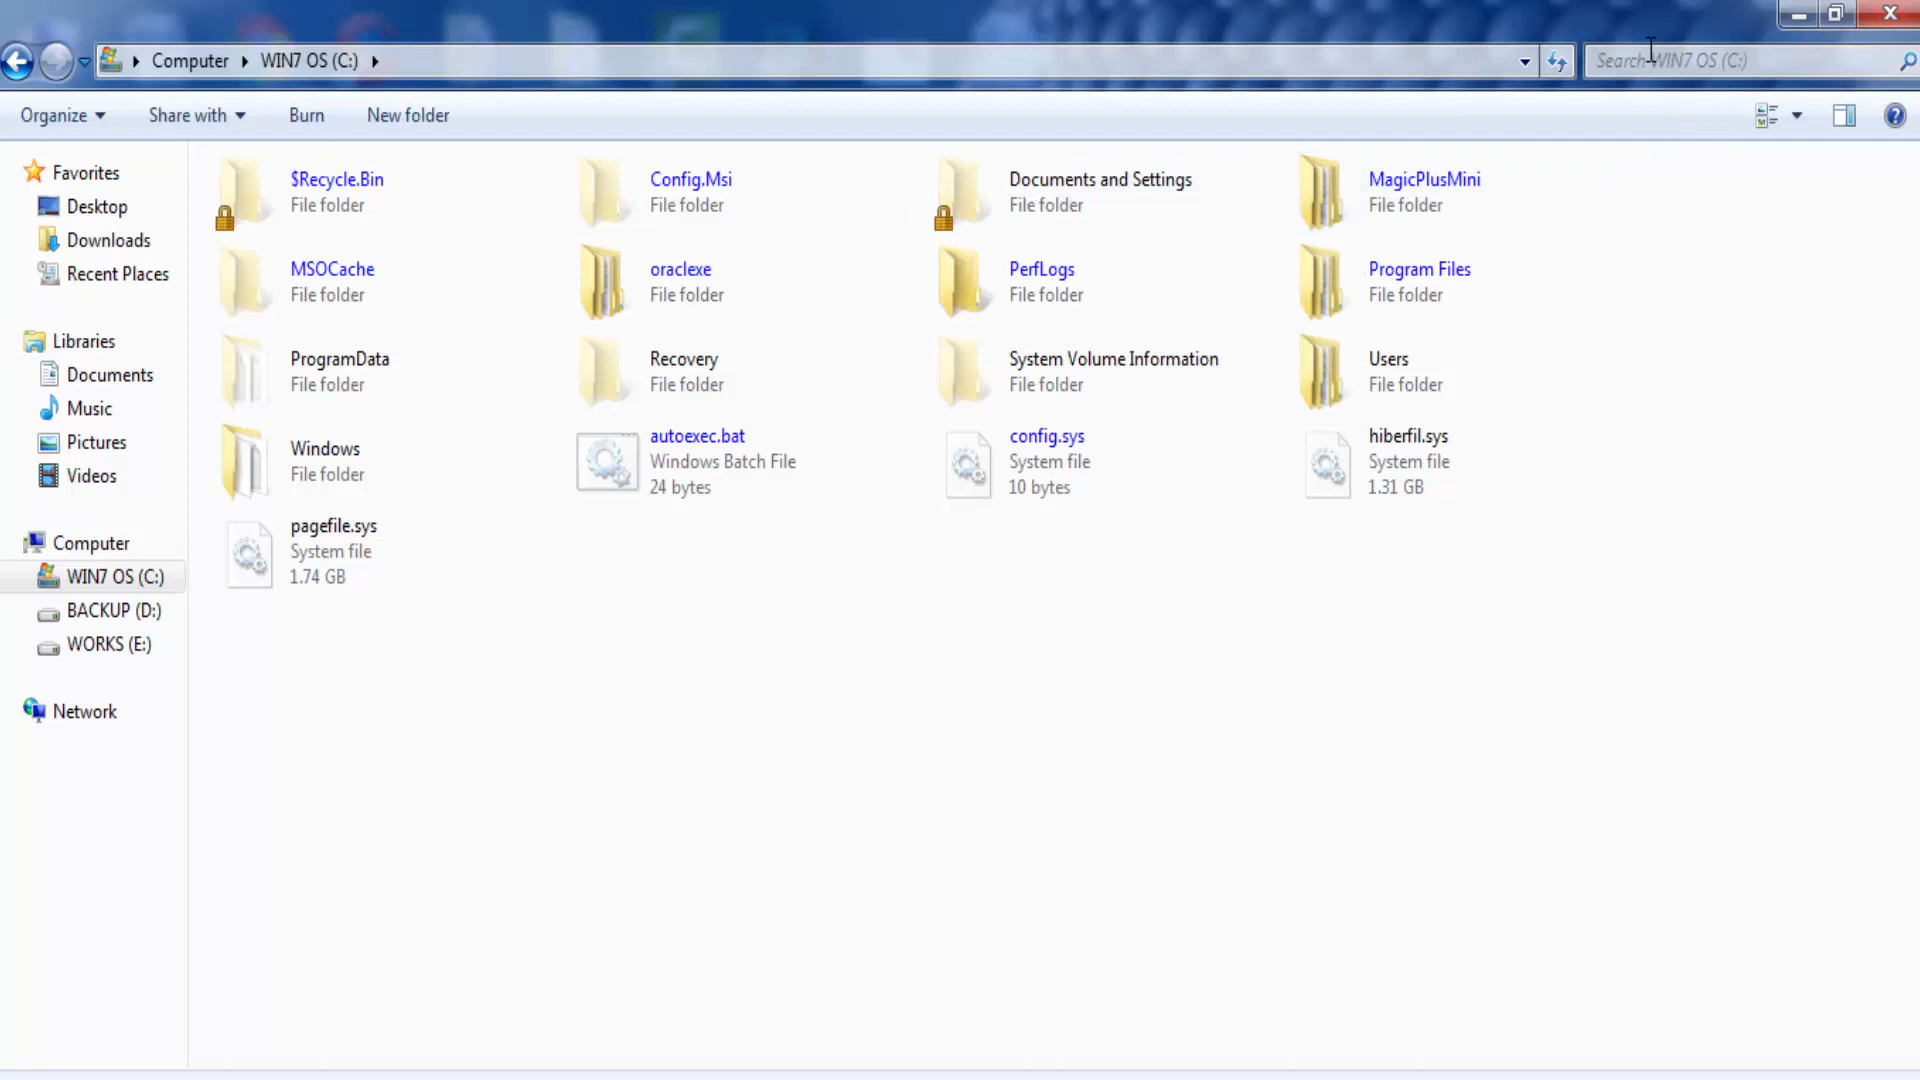 Computer WIN7 OS (C:)
Search WIN7 OS (C:)
Organize Share with Burn New folder
Favorites
Desktop
Downloads
Recent Places
Libraries
Documents
Music
Pictures
Videos
Computer
WIN7 OS (C:)
BACKUP (D:)
WORKS (E:)
Network
$Recycle.Bin
File folder
Config.Msi
File folder
Documents and Settings
File folder
MagicPlusMini
File folder
MSOCache
File folder
oraclexe
File folder
PerfLogs
File folder
Program Files
File folder
ProgramData
File folder
Recovery
File folder
System Volume Information
File folder
Users
File folder
Windows
File folder
autoexec.bat
Windows Batch File
24 bytes
config.sys
System file
10 bytes
hiberfil.sys
System file
1.31 GB
pagefile.sys
System file
1.74 GB